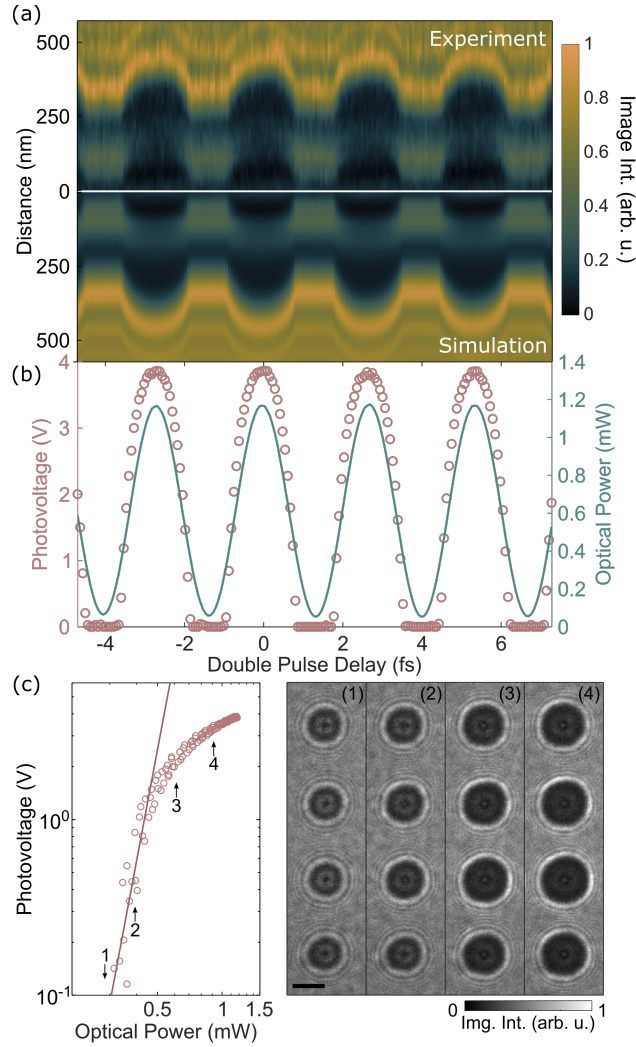 (a)
Experiment
Simulation
500
250
0
250
500
Distance (nm)
1
0.8
0.6
0.4
0.2
0
Image Int. (arb. u.)
(b)
4
3
2
1
0
Photovoltage (V)
1.4
1.2
1
0.8
0.6
0.4
0.2
0
Optical Power (mW)
-4 -2 0 2 4 6
Double Pulse Delay (fs)
(c)
Photovoltage (V)
10⁰
10⁻¹
1
2
3
4
0.5 1 1.5
Optical Power (mW)
(1) (2) (3) (4)
0 1
Img. Int. (arb. u.)